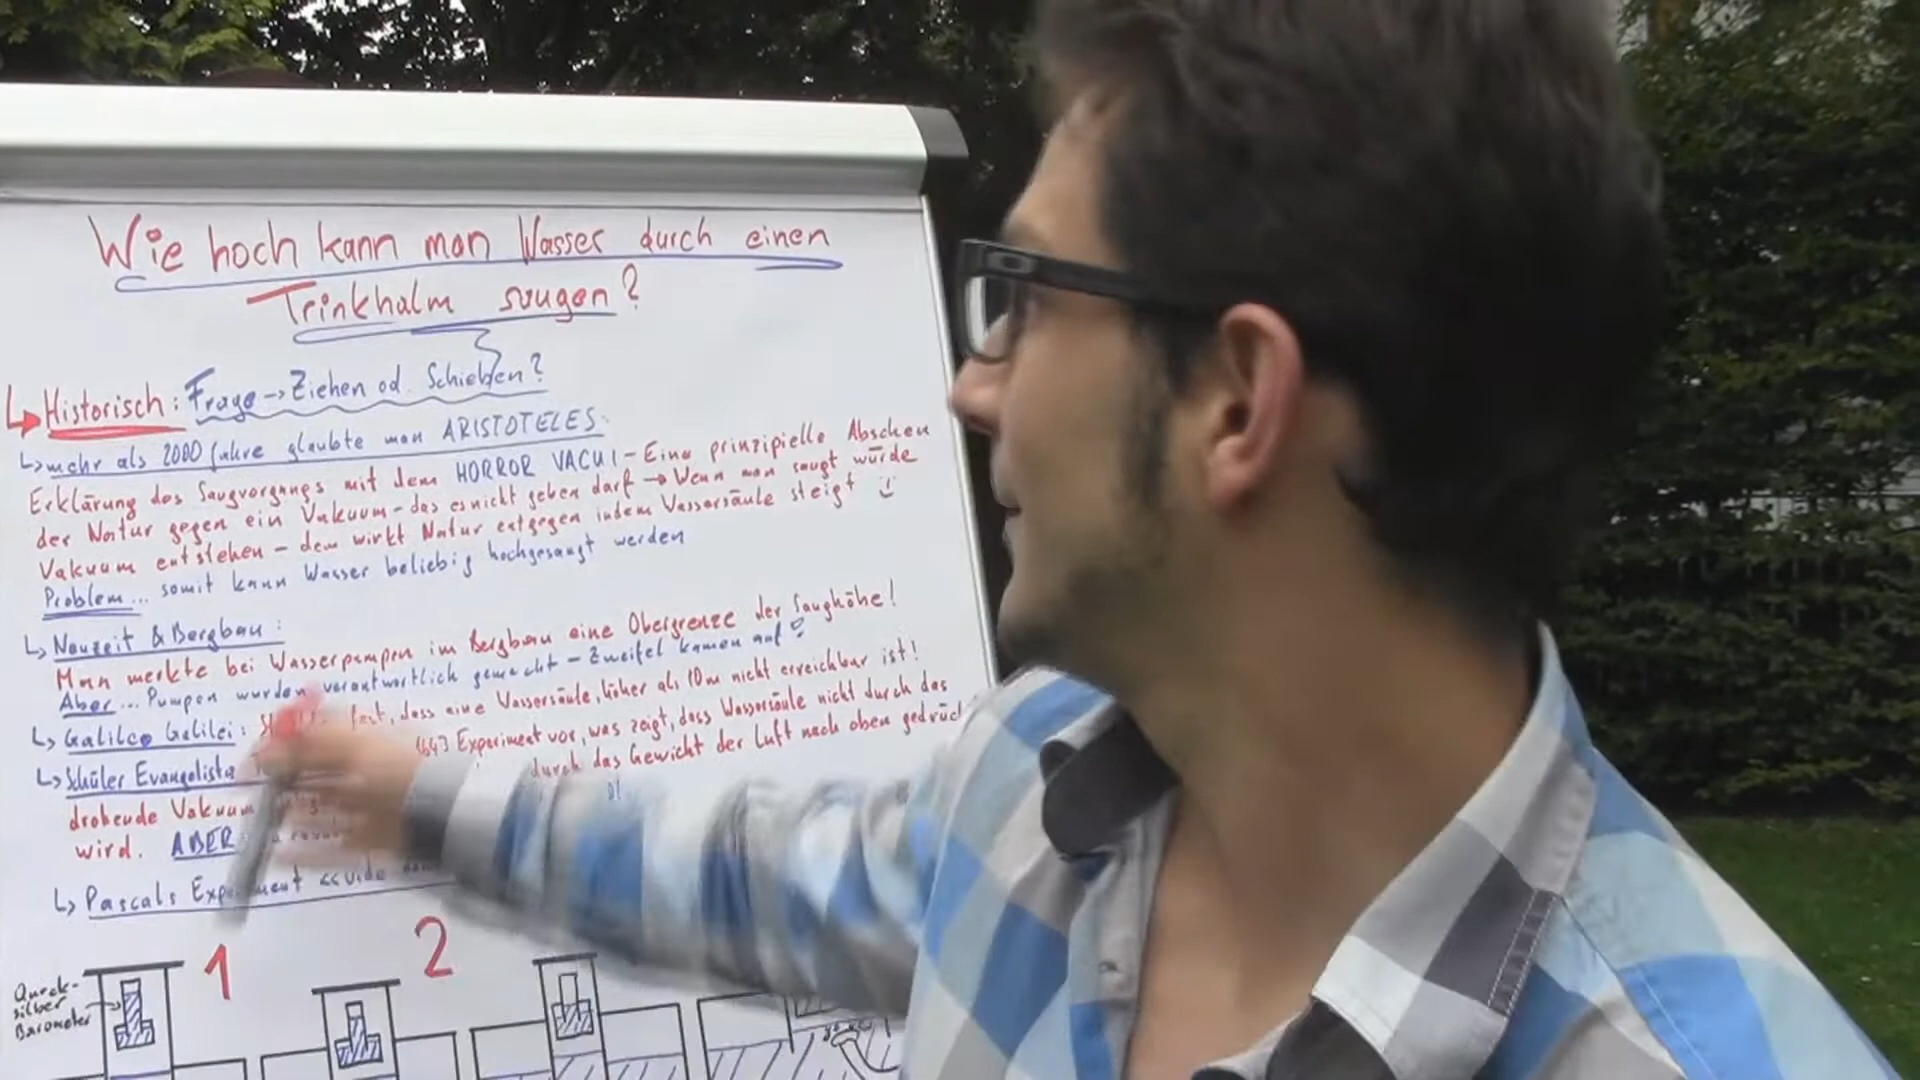 Wie hoch kann man Wasser durch einen
Trinkhalm saugen?
Historisch: Frage → Ziehen od. Schieben?
↳ mehr als 2000 Jahre glaubte man ARISTOTELES:
Erklärung des Saugvorgangs mit dem HORROR VACUI - Eine prinzipielle Abscheu
der Natur gegen ein Vakuum - das es nicht geben darf → Wenn man saugt würde
Vakuum entstehen - dem wirkt Natur entgegen indem Wassersäule steigt
Problem... somit kann Wasser beliebig hochgesaugt werden
↳ Neuzeit & Bergbau:
Man merkte bei Wasserpumpen im Bergbau eine Obergrenze der Saughöhe!
Aber... Pumpen wurden verantwortlich gemacht - Zweifel kamen auf
↳ Galileo Galilei: fest, dass eine Wassersäule, höher als 10m nicht erreichbar ist!
↳ Schüler Evangelista 1643 Experiment vor, was zeigt, dass Wassersäule nicht durch das
drohende Vakuum durch das Gewicht der Luft nach oben gedrück
wird. ABER
↳ Pascals Experiment
1
2
Queck-
silber
Barometer